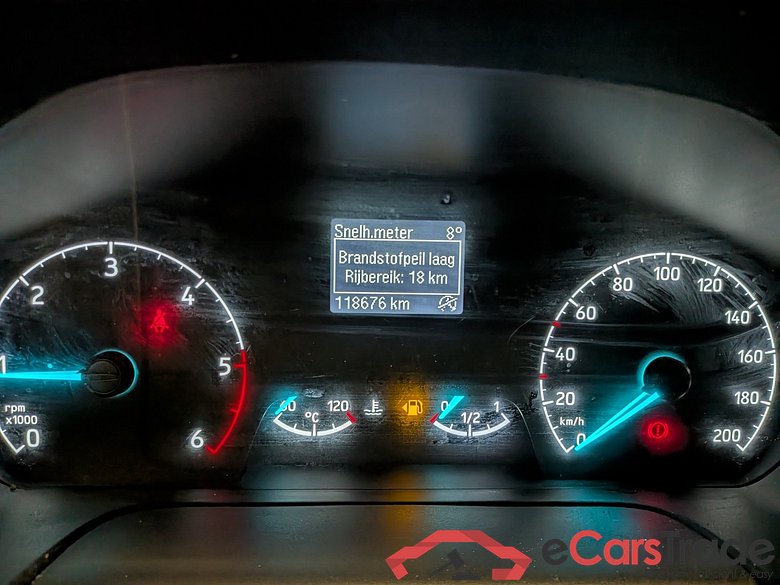 Snelh.meter 8°
Brandstofpeil laag
Rijbereik: 18 km
118676 km
0 1 2 3 4 5 6
rpm
x1000
°C 120
0 1/2 1
0 20 40 60 80 100 120 140 160 180 200
km/h
eCarsTrade